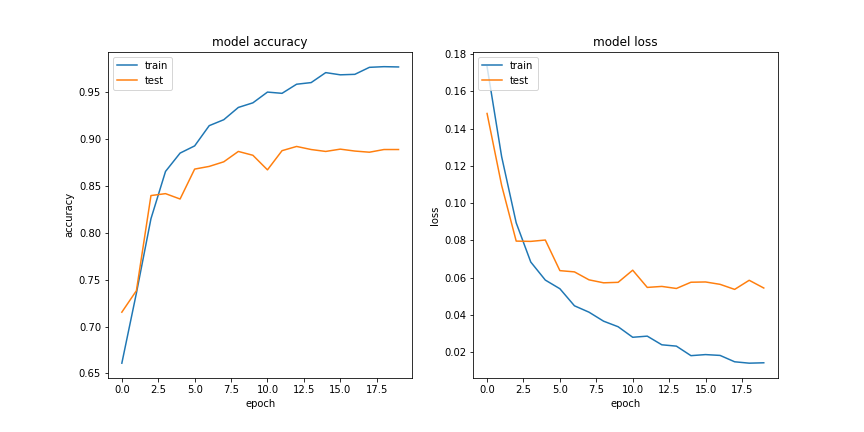 model accuracy
train
test
0.95
0.90
0.85
0.80
0.75
0.70
0.65
accuracy
0.0 2.5 5.0 7.5 10.0 12.5 15.0 17.5
epoch
model loss
train
test
0.18
0.16
0.14
0.12
0.10
0.08
0.06
0.04
0.02
loss
0.0 2.5 5.0 7.5 10.0 12.5 15.0 17.5
epoch